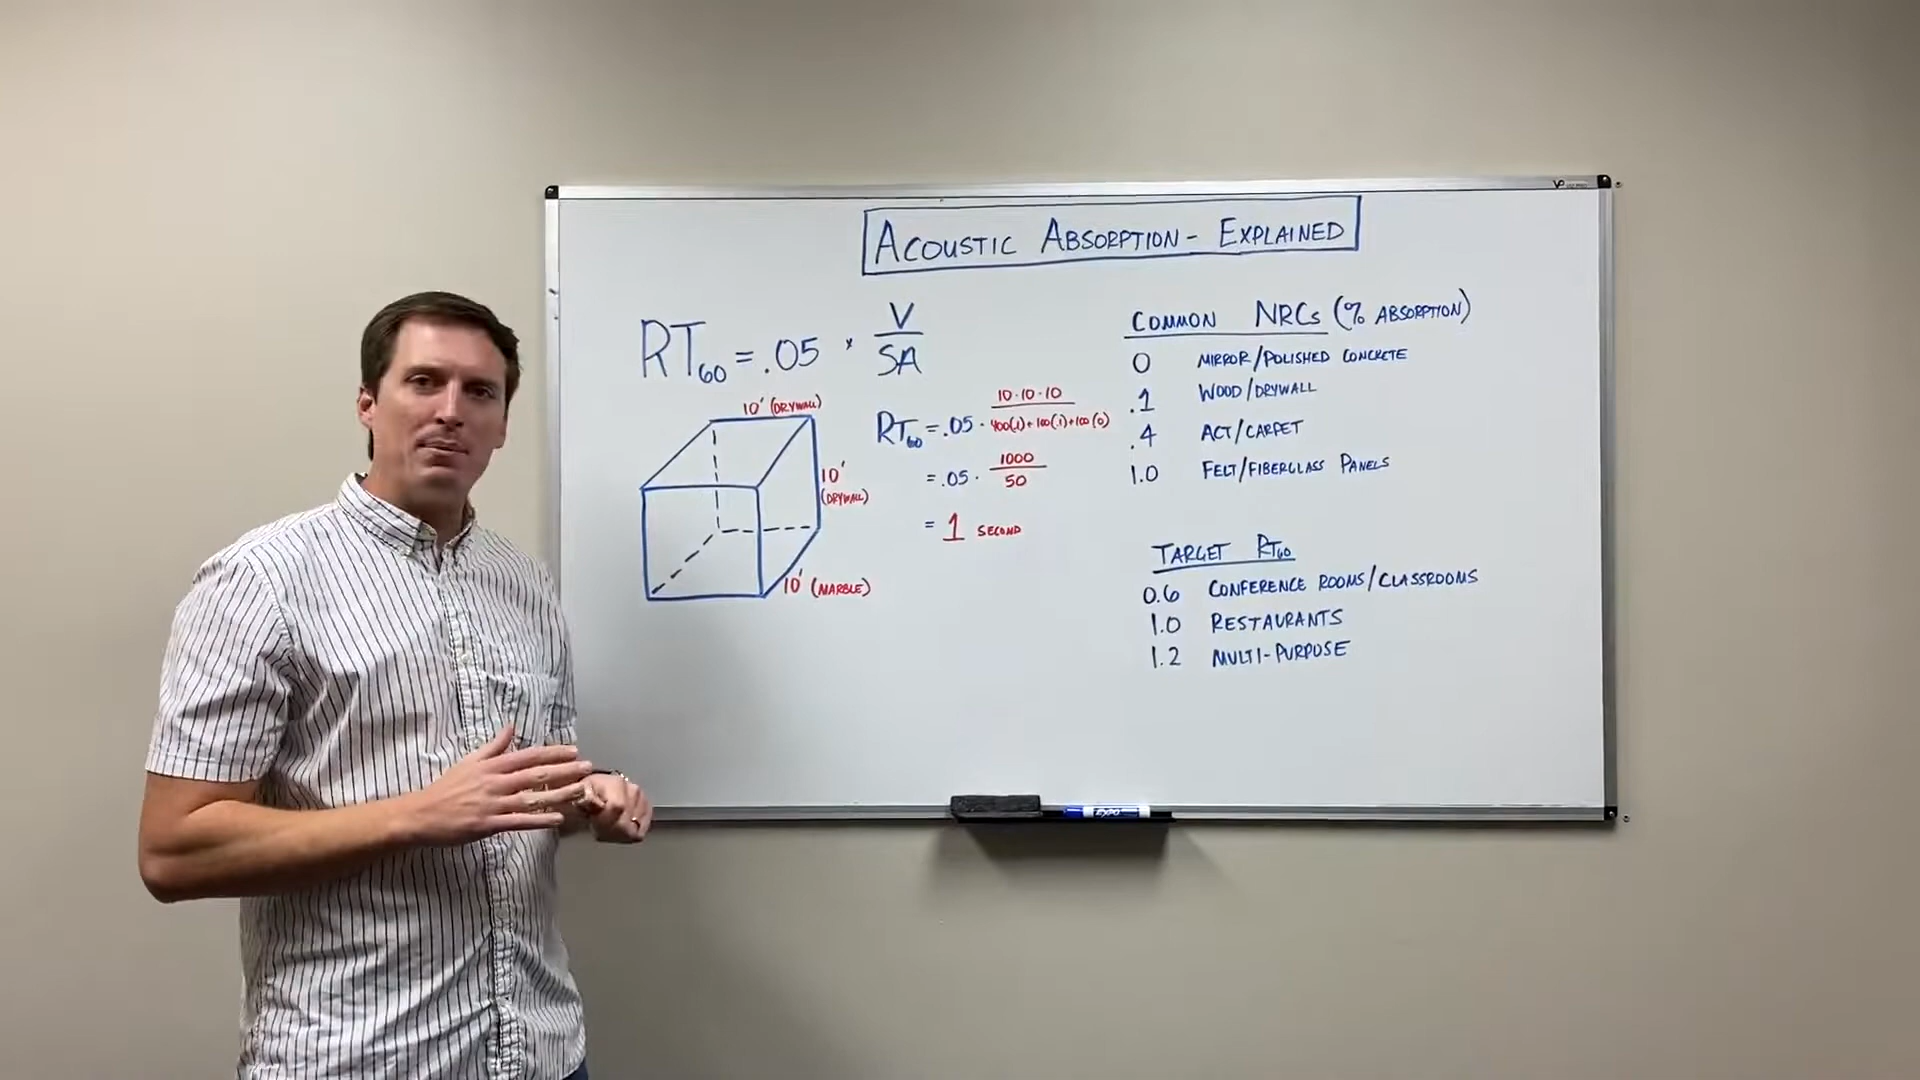 ACOUSTIC ABSORPTION - EXPLAINED
RT60 = .05 × V/SA
10' (DRYWALL)
10'
(DRYWALL)
10' (MARBLE)
RT60 = .05 · 10·10·10 / 400(.1)+100(.1)+100(0)
= .05 · 1000 / 50
= 1 SECOND
COMMON NRCs (% ABSORPTION)
0 MIRROR/POLISHED CONCRETE
.1 WOOD/DRYWALL
.4 ACT/CARPET
1.0 FELT/FIBERGLASS PANELS
TARGET RT60
0.6 CONFERENCE ROOMS/CLASSROOMS
1.0 RESTAURANTS
1.2 MULTI-PURPOSE
EXPO